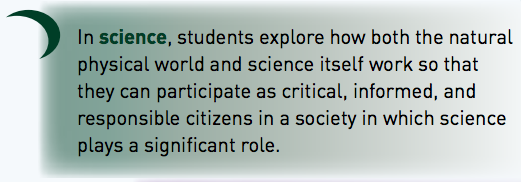 In science, students explore how both the natural
physical world and science itself work so that
they can participate as critical, informed, and
responsible citizens in a society in which science
plays a significant role.